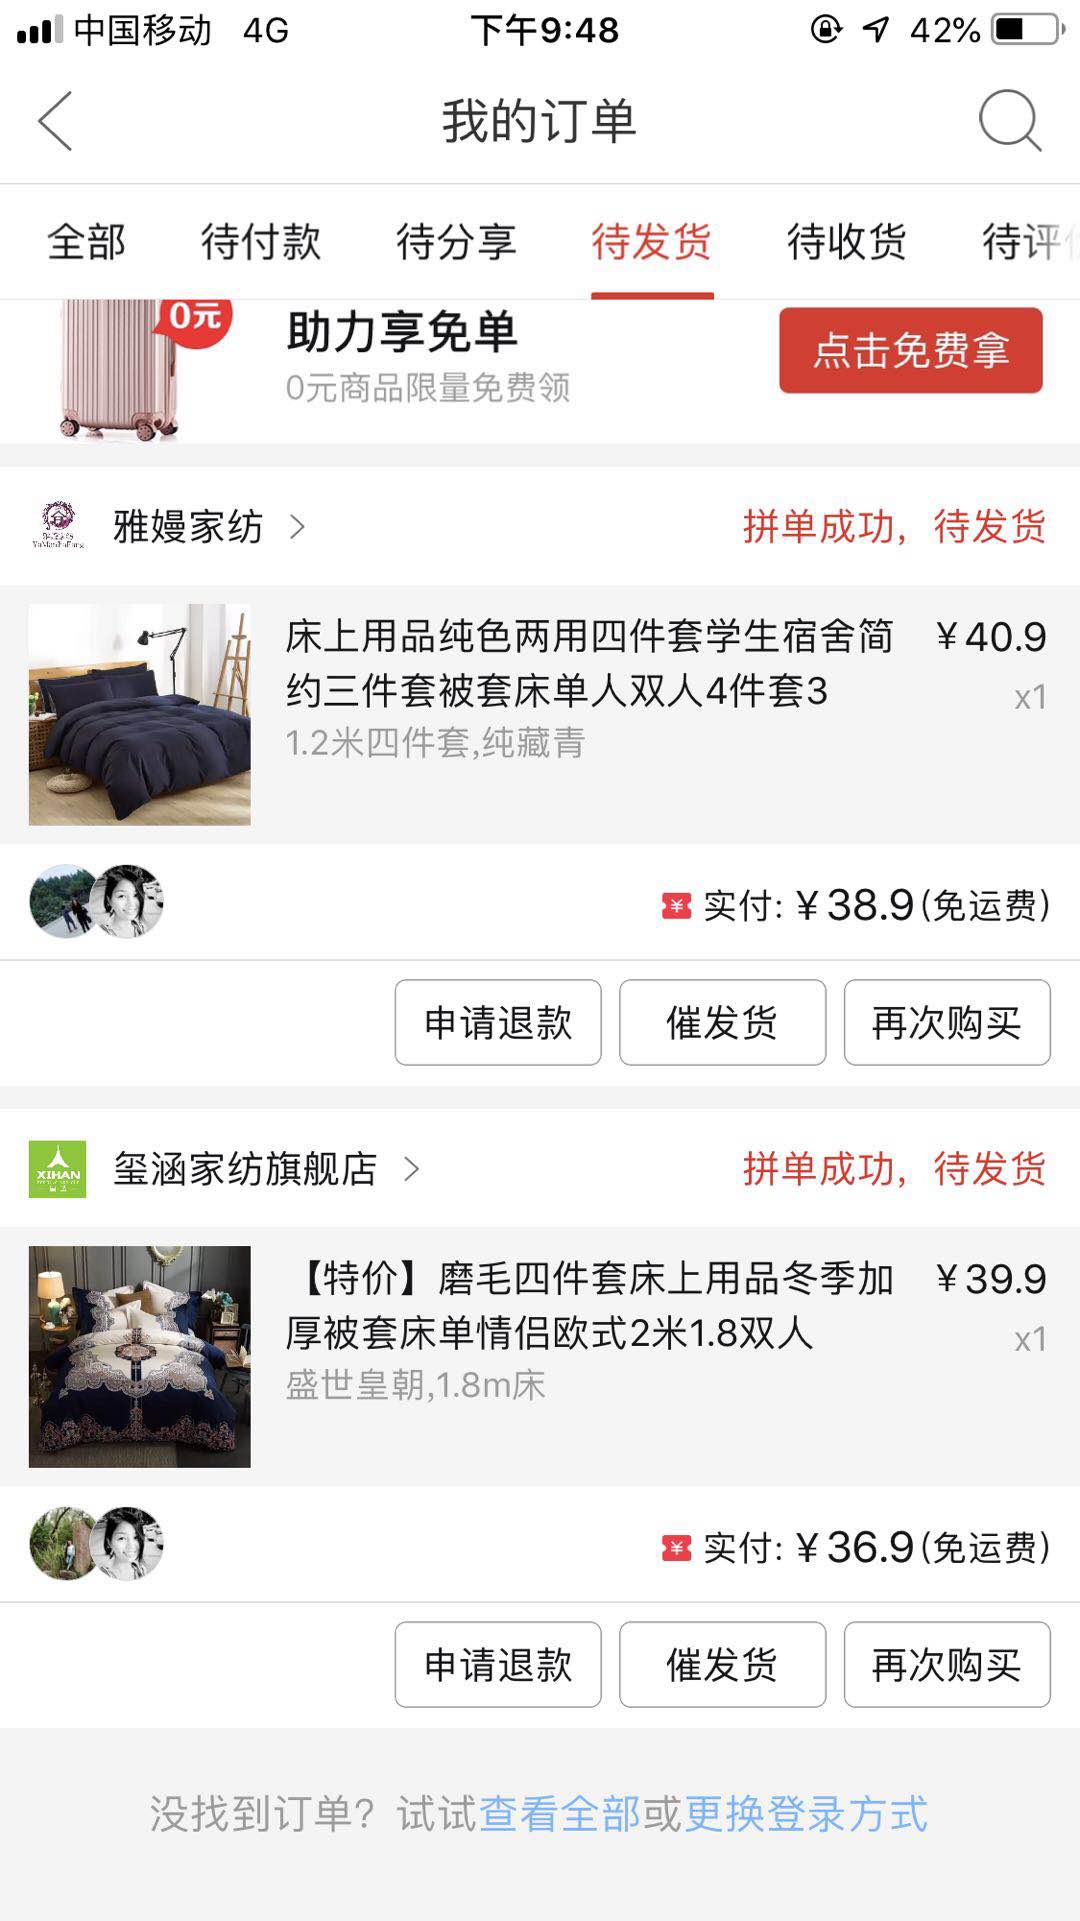 中国移动 4G 下午9:48 42%
我的订单
全部 待付款 待分享 待发货 待收货 待评
0元
助力享免单
0元商品限量免费领
点击免费拿
雅嫚家纺
拼单成功，待发货
床上用品纯色两用四件套学生宿舍简 ¥40.9
约三件套被套床单人双人4件套3 x1
1.2米四件套,纯藏青
¥ 实付: ¥38.9(免运费)
申请退款 催发货 再次购买
XIHAN
玺涵家纺旗舰店
拼单成功，待发货
【特价】磨毛四件套床上用品冬季加 ¥39.9
厚被套床单情侣欧式2米1.8双人 x1
盛世皇朝,1.8m床
¥ 实付: ¥36.9(免运费)
申请退款 催发货 再次购买
没找到订单？试试查看全部或更换登录方式